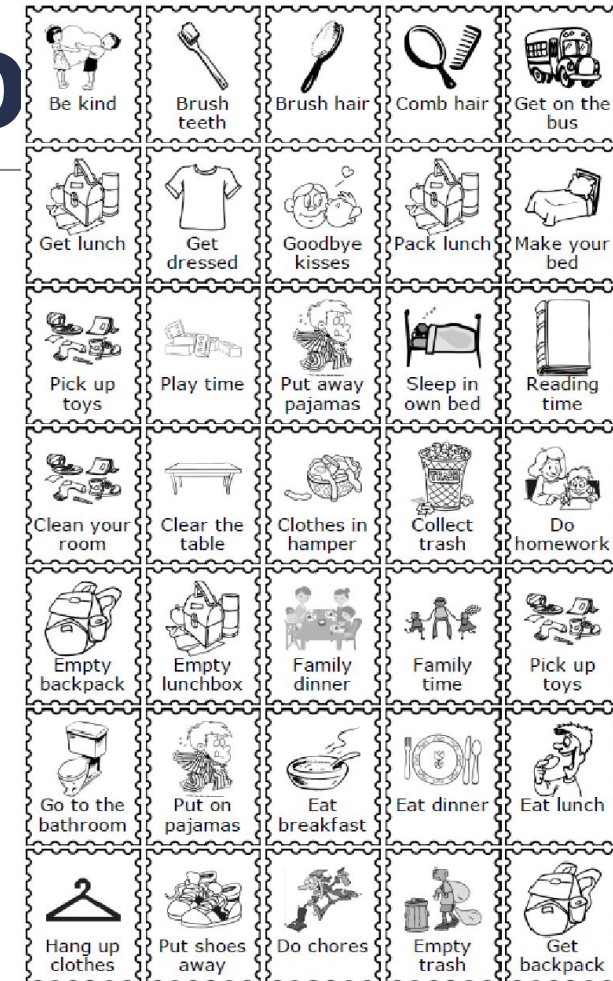 Be kind
Brush
teeth
Brush hair
Comb hair
Get on the
bus
Get lunch
Get
dressed
Goodbye
kisses
Pack lunch
Make your
bed
Pick up
toys
Play time
Put away
pajamas
Sleep in
own bed
Reading
time
Clean your
room
Clear the
table
Clothes in
hamper
TRASH
Collect
trash
Do
homework
Empty
backpack
Empty
lunchbox
Family
dinner
Family
time
Pick up
toys
Go to the
bathroom
Put on
pajamas
Eat
breakfast
Eat dinner
Eat lunch
Hang up
clothes
Put shoes
away
Do chores
Empty
trash
Get
backpack